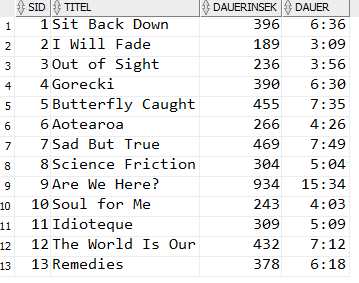 SID TITEL DAUERINSEK DAUER
1 1 Sit Back Down 396 6:36
2 2 I Will Fade 189 3:09
3 3 Out of Sight 236 3:56
4 4 Gorecki 390 6:30
5 5 Butterfly Caught 455 7:35
6 6 Aotearoa 266 4:26
7 7 Sad But True 469 7:49
8 8 Science Friction 304 5:04
9 9 Are We Here? 934 15:34
10 10 Soul for Me 243 4:03
11 11 Idioteque 309 5:09
12 12 The World Is Our 432 7:12
13 13 Remedies 378 6:18